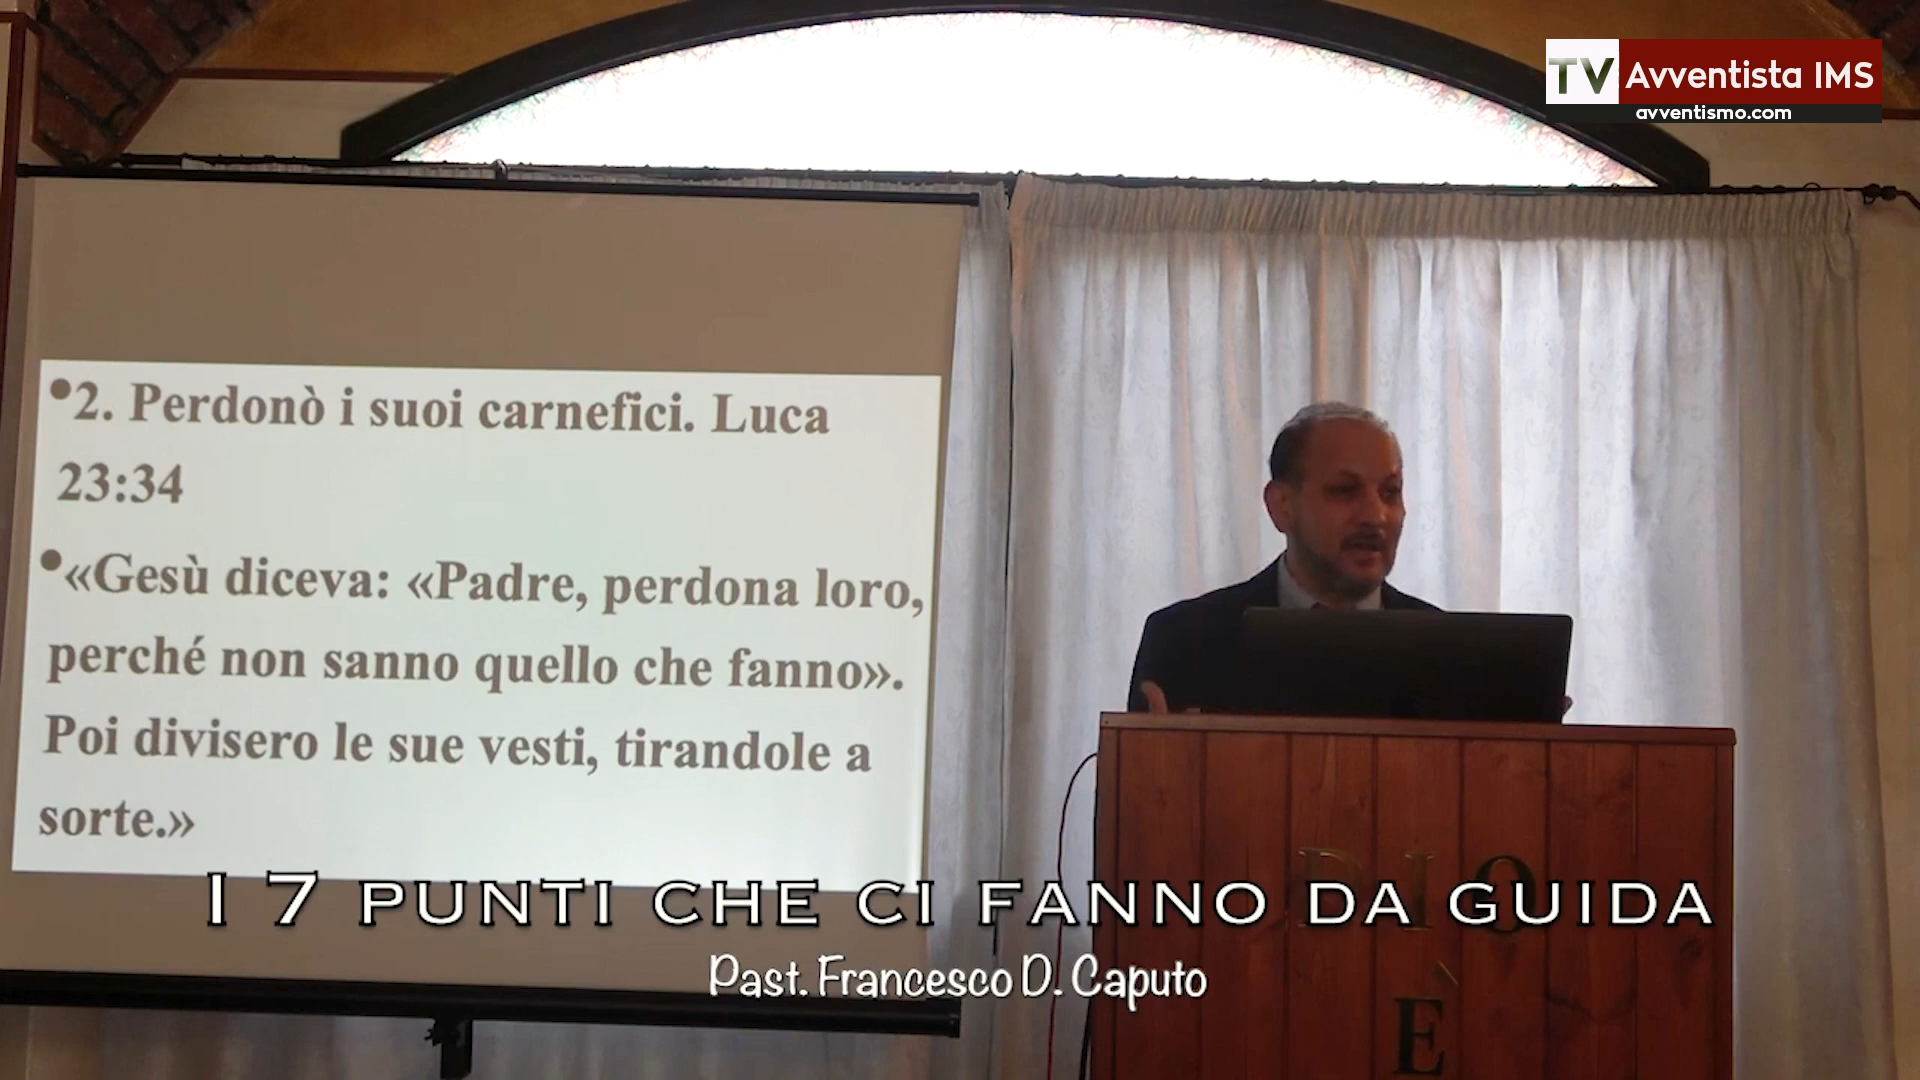 TV Avventista IMS
avventismo.com
•2. Perdonò i suoi carnefici. Luca
23:34
•«Gesù diceva: «Padre, perdona loro,
perché non sanno quello che fanno».
Poi divisero le sue vesti, tirandole a
sorte.»
I 7 PUNTI CHE CI FANNO DA GUIDA
Past. Francesco D. Caputo
DIO
È